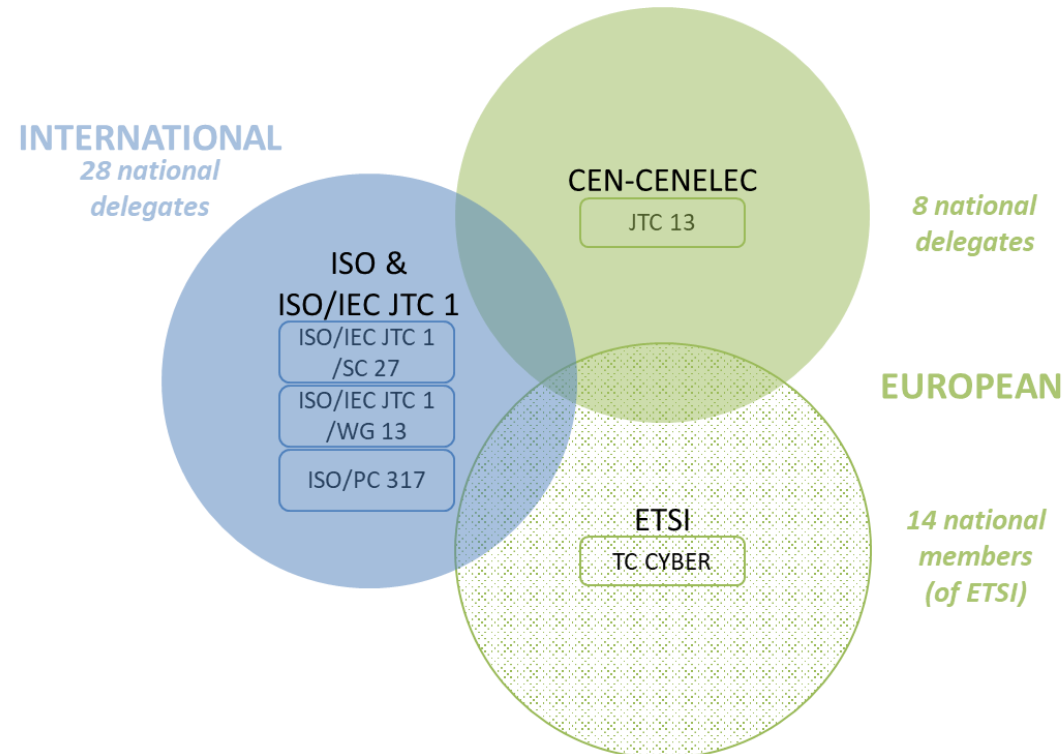 INTERNATIONAL
28 national
delegates
ISO &
ISO/IEC JTC 1
ISO/IEC JTC 1
/SC 27
ISO/IEC JTC 1
/WG 13
ISO/PC 317
CEN-CENELEC
JTC 13
8 national
delegates
EUROPEAN
ETSI
TC CYBER
14 national
members
(of ETSI)